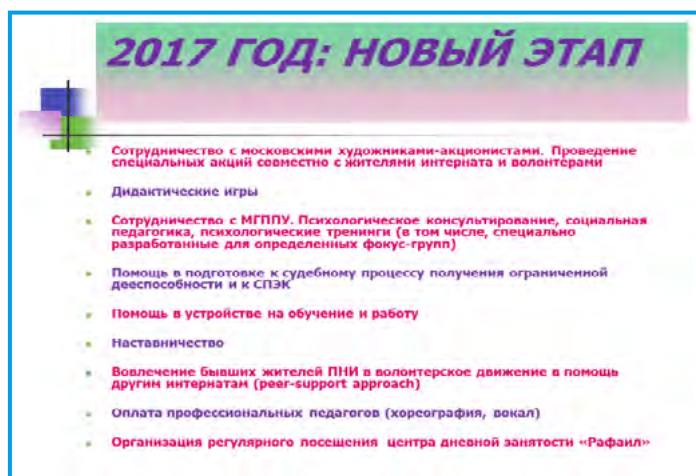 2017 ГОД: НОВЫЙ ЭТАП
Сотрудничество с московскими художниками-акционистами. Проведение
специальных акций совместно с жителями интерната и волонтерами
Дидактические игры
Сотрудничество с МГППУ. Психологическое консультирование, социальная
педагогика, психологические тренинги (в том числе, специально
разработанные для определенных фокус-групп)
Помощь в подготовке к судебному процессу получения ограниченной
дееспособности и к СПЭК
Помощь в устройстве на обучение и работу
Наставничество
Вовлечение бывших жителей ПНИ в волонтерское движение в помощь
другим интернатам (peer-support approach)
Оплата профессиональных педагогов (хореография, вокал)
Организация регулярного посещения центра дневной занятости «Рафаил»